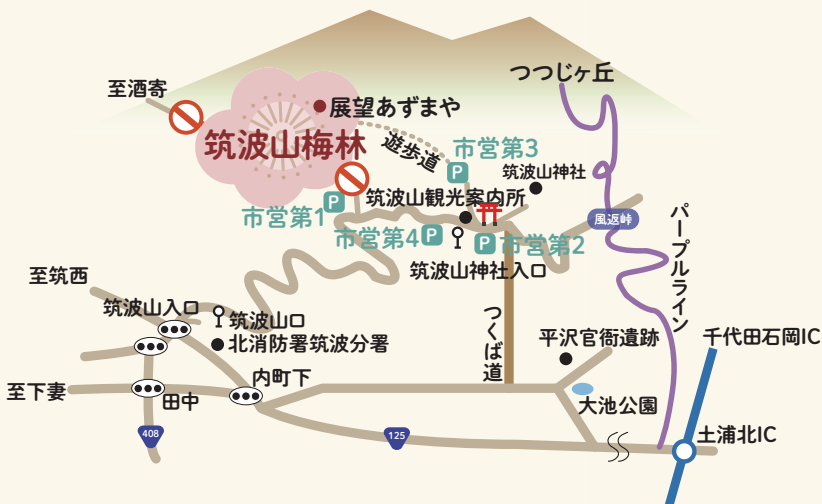 つつじヶ丘
至酒寄
展望あずまや
筑波山梅林
遊歩道
市営第3
P
筑波山神社
P
筑波山観光案内所
市営第1
風返峠
パープルライン
市営第4
P
P
市営第2
筑波山神社入口
至筑西
筑波山入口
筑波山口
つくば道
北消防署筑波分署
平沢官衙遺跡
千代田石岡IC
内町下
至下妻
田中
大池公園
408
125
土浦北IC